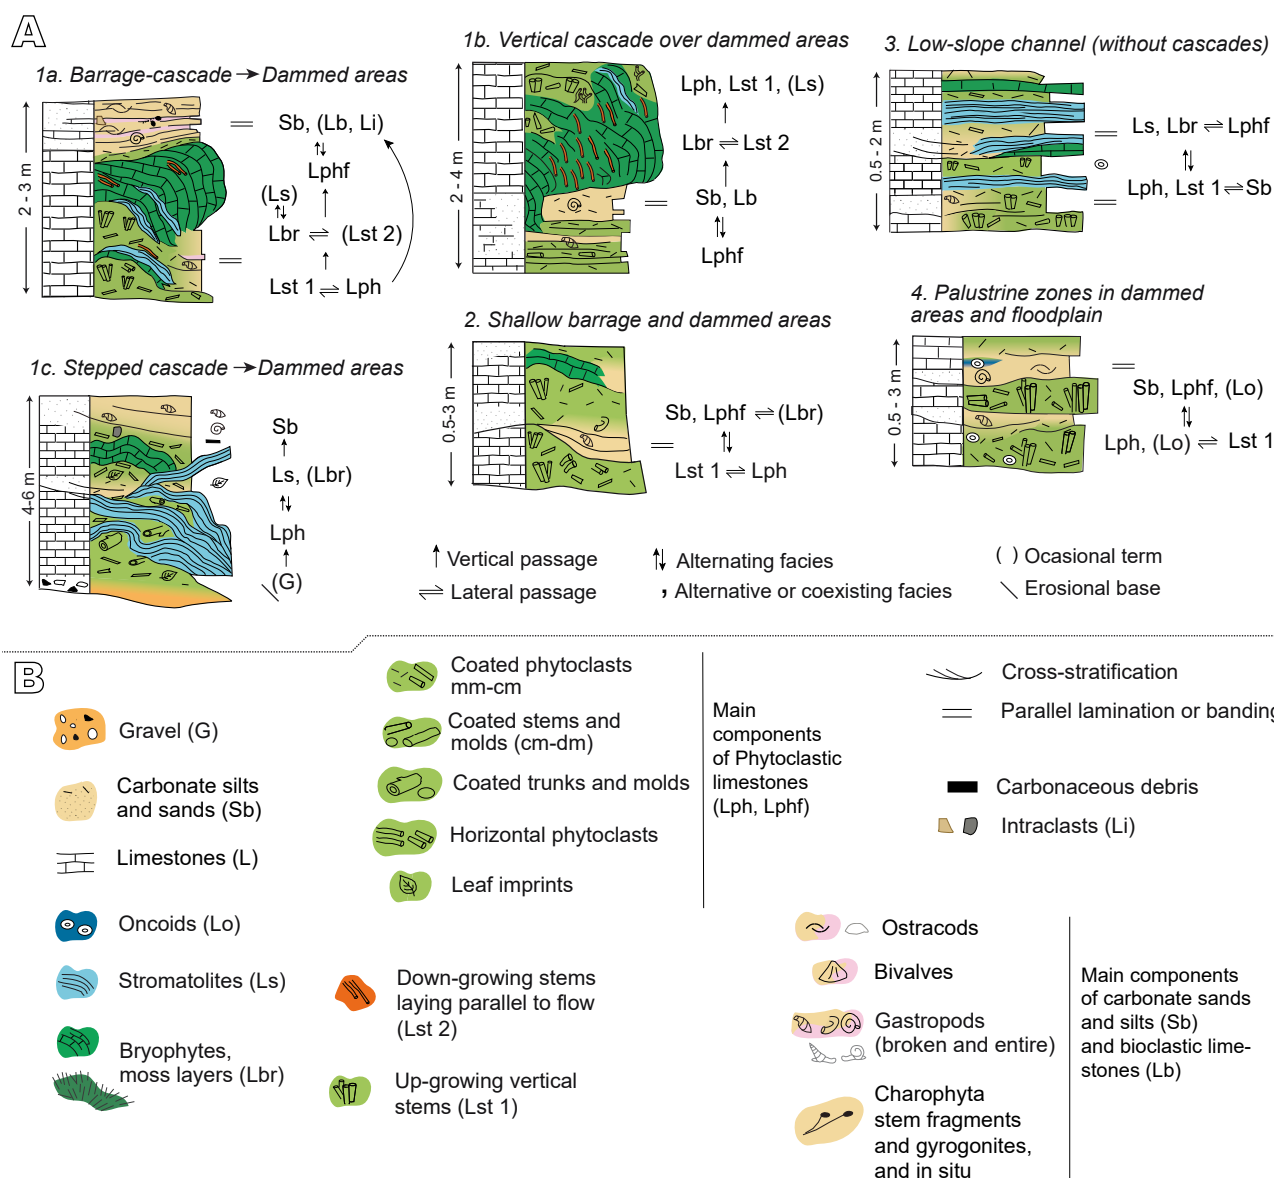 A
1a. Barrage-cascade → Dammed areas
2 - 3 m
Sb, (Lb, Li)
Lphf
(Ls)
Lbr ⇌ (Lst 2)
Lst 1 ⇌ Lph
1b. Vertical cascade over dammed areas
2 - 4 m
Lph, Lst 1, (Ls)
Lbr ⇌ Lst 2
Sb, Lb
Lphf
3. Low-slope channel (without cascades)
0.5 - 2 m
Ls, Lbr ⇌ Lphf
Lph, Lst 1 ⇌ Sb
1c. Stepped cascade → Dammed areas
4-6 m
Sb
Ls, (Lbr)
Lph
(G)
2. Shallow barrage and dammed areas
0.5-3 m
Sb, Lphf ⇌ (Lbr)
Lst 1 ⇌ Lph
4. Palustrine zones in dammed
areas and floodplain
0.5 - 3 m
Sb, Lphf, (Lo)
Lph, (Lo) ⇌ Lst 1
↑ Vertical passage
⇌ Lateral passage
⇅ Alternating facies
, Alternative or coexisting facies
( ) Ocasional term
\ Erosional base
B
Gravel (G)
Carbonate silts
and sands (Sb)
Limestones (L)
Oncoids (Lo)
Stromatolites (Ls)
Bryophytes,
moss layers (Lbr)
Coated phytoclasts
mm-cm
Coated stems and
molds (cm-dm)
Coated trunks and molds
Horizontal phytoclasts
Leaf imprints
Main
components
of Phytoclastic
limestones
(Lph, Lphf)
Down-growing stems
laying parallel to flow
(Lst 2)
Up-growing vertical
stems (Lst 1)
Cross-stratification
Parallel lamination or banding
Carbonaceous debris
Intraclasts (Li)
Ostracods
Bivalves
Gastropods
(broken and entire)
Charophyta
stem fragments
and gyrogonites,
and in situ
Main components
of carbonate sands
and silts (Sb)
and bioclastic lime-
stones (Lb)